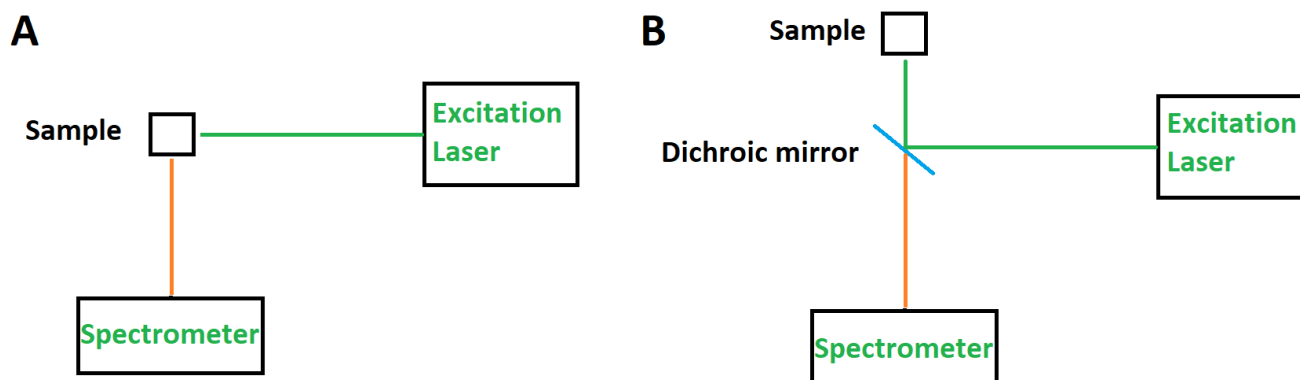 A
Sample
Excitation
Laser
Spectrometer
B
Sample
Dichroic mirror
Excitation
Laser
Spectrometer